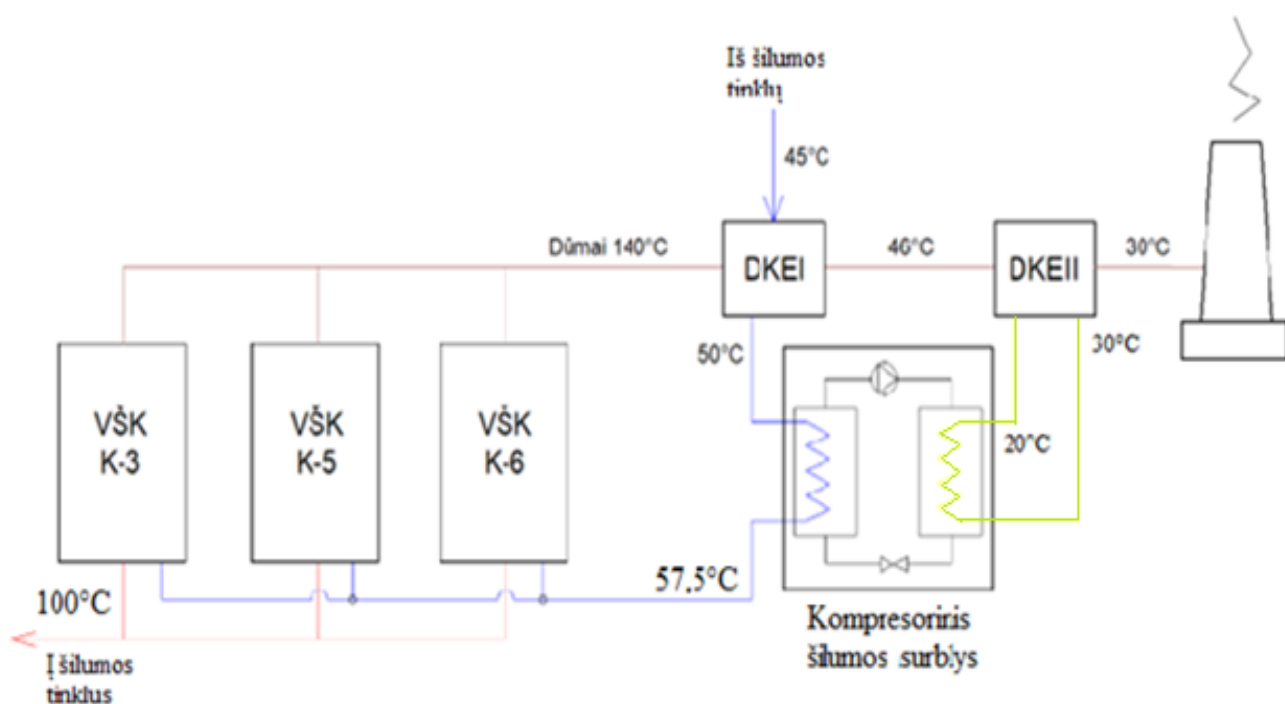 Iš šilumos
tinklų
45°C
Dūmai 140°C
DKEI
46°C
DKEII
30°C
50°C
30°C
VŠK
K-3
VŠK
K-5
VŠK
K-6
20°C
57,5°C
100°C
Kompresoriris
šilumos surblys
Į šilumos
tinklus